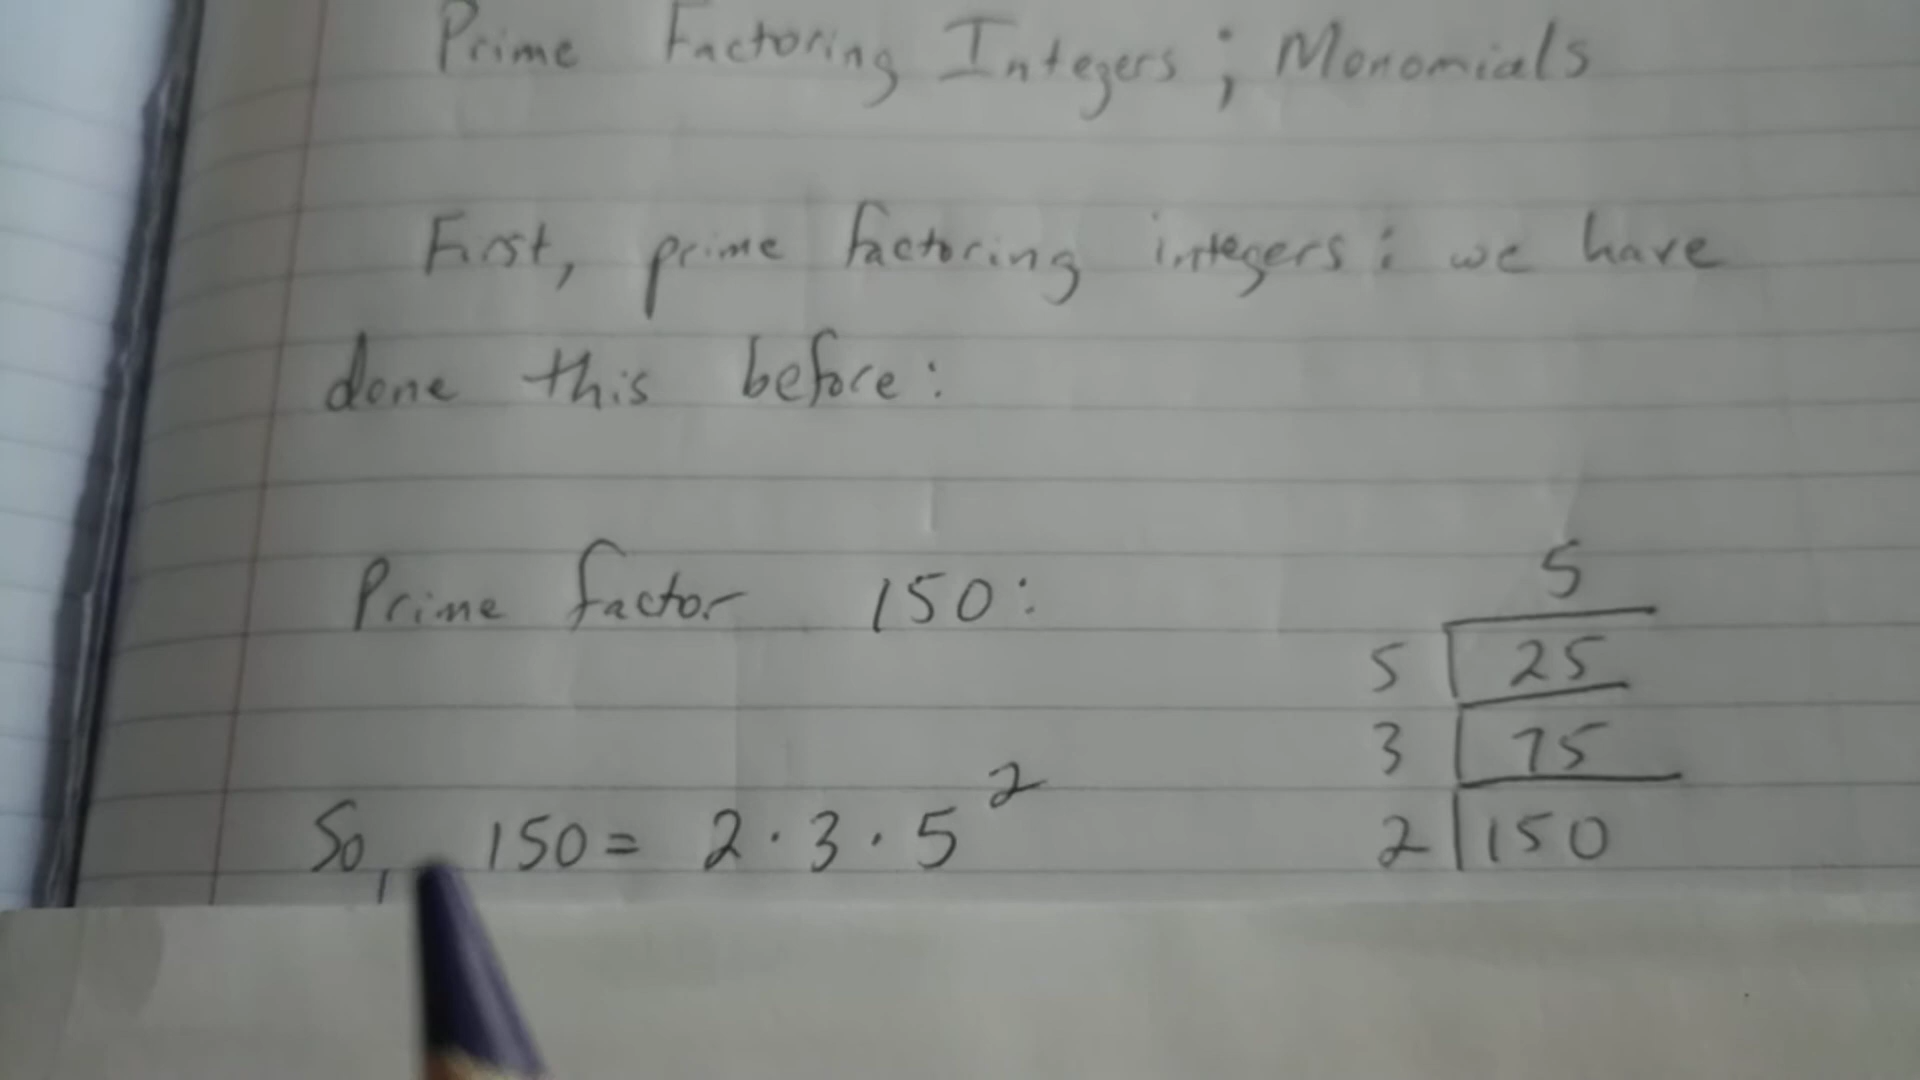 Prime Factoring Integers; Monomials
First, prime factoring integers: we have
done this before:
Prime factor 150:
5
5 25
3 75
So, 150 = 2 · 3 · 5²
2 150